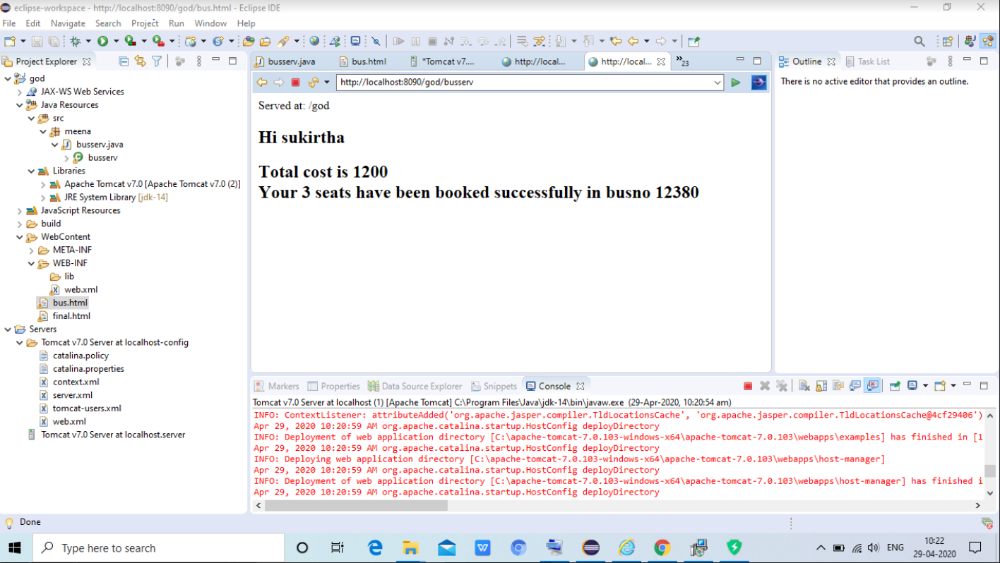 eclipse-workspace - http://localhost:8090/god/bus.html - Eclipse IDE
File Edit Navigate Search Project Run Window Help
Project Explorer
god
JAX-WS Web Services
Java Resources
src
meena
busserv.java
busserv
Libraries
Apache Tomcat v7.0 [Apache Tomcat v7.0 (2)]
JRE System Library [jdk-14]
JavaScript Resources
build
WebContent
META-INF
WEB-INF
lib
web.xml
bus.html
final.html
Servers
Tomcat v7.0 Server at localhost-config
catalina.policy
catalina.properties
context.xml
server.xml
tomcat-users.xml
web.xml
Tomcat v7.0 Server at localhost.server
busserv.java bus.html *Tomcat v7.... http://local... http://local... »23
http://localhost:8090/god/busserv
Served at: /god
Hi sukirtha
Total cost is 1200
Your 3 seats have been booked successfully in busno 12380
Outline Task List
There is no active editor that provides an outline.
Markers Properties Data Source Explorer Snippets Console
Tomcat v7.0 Server at localhost (1) [Apache Tomcat] C:\Program Files\Java\jdk-14\bin\javaw.exe (29-Apr-2020, 10:20:54 am)
INFO: ContextListener: attributeAdded('org.apache.jasper.compiler.TldLocationsCache', 'org.apache.jasper.compiler.TldLocationsCache@4cf29406')
Apr 29, 2020 10:20:59 AM org.apache.catalina.startup.HostConfig deployDirectory
INFO: Deployment of web application directory [C:\apache-tomcat-7.0.103-windows-x64\apache-tomcat-7.0.103\webapps\examples] has finished in [1
Apr 29, 2020 10:20:59 AM org.apache.catalina.startup.HostConfig deployDirectory
INFO: Deploying web application directory [C:\apache-tomcat-7.0.103-windows-x64\apache-tomcat-7.0.103\webapps\host-manager]
Apr 29, 2020 10:20:59 AM org.apache.catalina.startup.HostConfig deployDirectory
INFO: Deployment of web application directory [C:\apache-tomcat-7.0.103-windows-x64\apache-tomcat-7.0.103\webapps\host-manager] has finished i
Apr 29, 2020 10:20:59 AM org.apache.catalina.startup.HostConfig deployDirectory
Done
Type here to search
ENG
10:22
29-04-2020